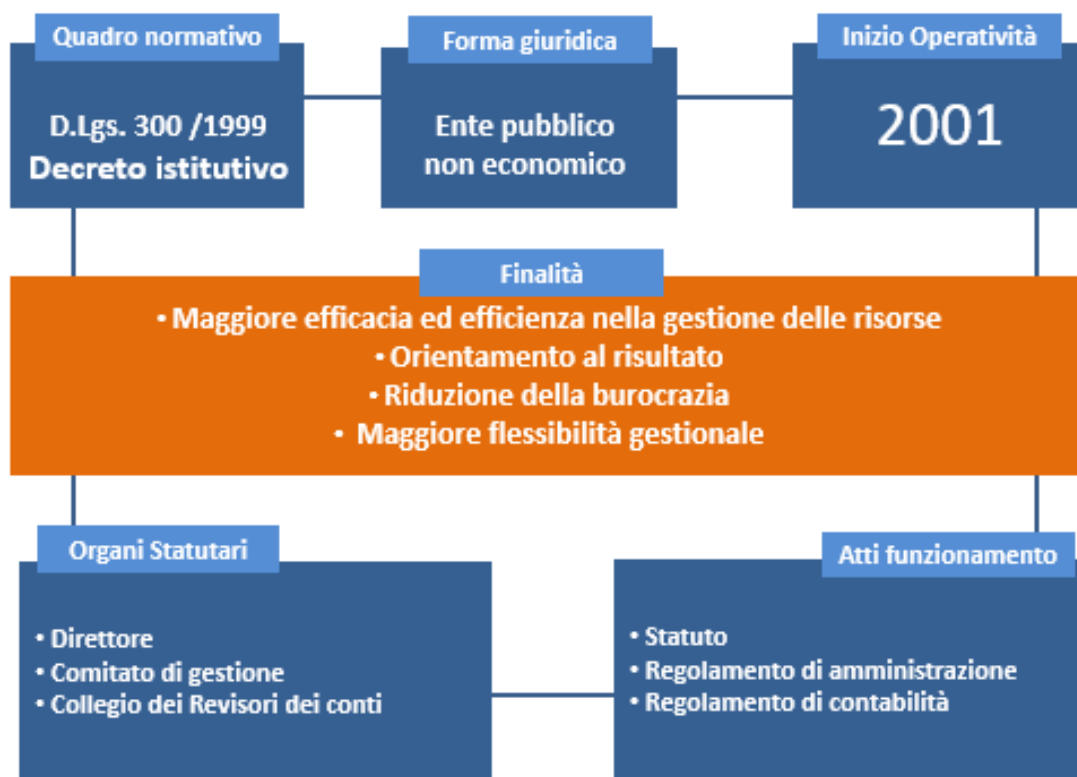 Quadro normativo
D.Lgs. 300 /1999
Decreto istitutivo
Forma giuridica
Ente pubblico
non economico
Inizio Operatività
2001
Finalità
• Maggiore efficacia ed efficienza nella gestione delle risorse
• Orientamento al risultato
• Riduzione della burocrazia
• Maggiore flessibilità gestionale
Organi Statutari
• Direttore
• Comitato di gestione
• Collegio dei Revisori dei conti
Atti funzionamento
• Statuto
• Regolamento di amministrazione
• Regolamento di contabilità